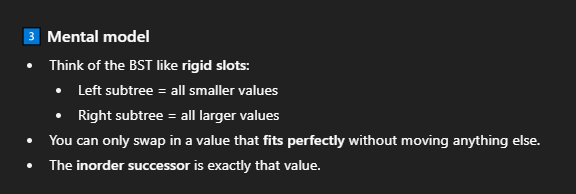 3 Mental model
• Think of the BST like rigid slots:
• Left subtree = all smaller values
• Right subtree = all larger values
• You can only swap in a value that fits perfectly without moving anything else.
• The inorder successor is exactly that value.